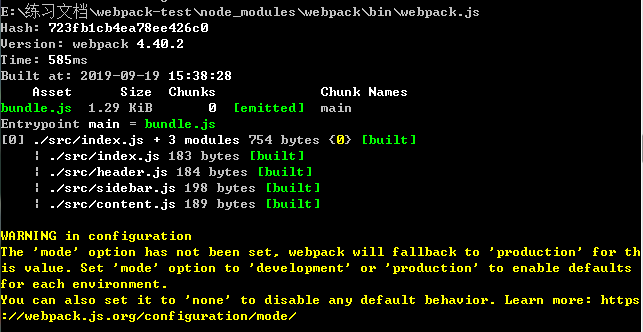 E:\练习文档\webpack-test\node_modules\webpack\bin\webpack.js
Hash: 723fb1cb4ea78ee426c0
Version: webpack 4.40.2
Time: 585ms
Built at: 2019-09-19 15:38:28
Asset Size Chunks Chunk Names
bundle.js 1.29 KiB 0 [emitted] main
Entrypoint main = bundle.js
[0] ./src/index.js + 3 modules 754 bytes {0} [built]
| ./src/index.js 183 bytes [built]
| ./src/header.js 184 bytes [built]
| ./src/sidebar.js 198 bytes [built]
| ./src/content.js 189 bytes [built]
WARNING in configuration
The 'mode' option has not been set, webpack will fallback to 'production' for th
is value. Set 'mode' option to 'development' or 'production' to enable defaults
for each environment.
You can also set it to 'none' to disable any default behavior. Learn more: https
://webpack.js.org/configuration/mode/